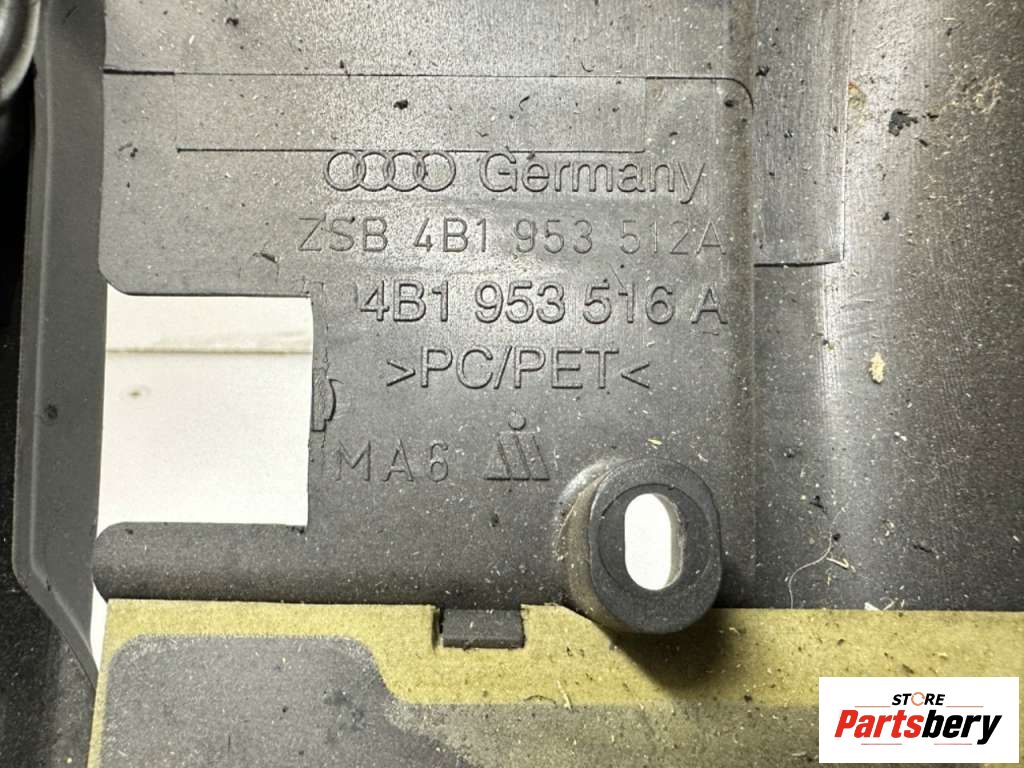 Germany
ZSB 4B1 953 512A
4B1 953 516 A
>PC/PET<
MA6
STORE
Partsbery